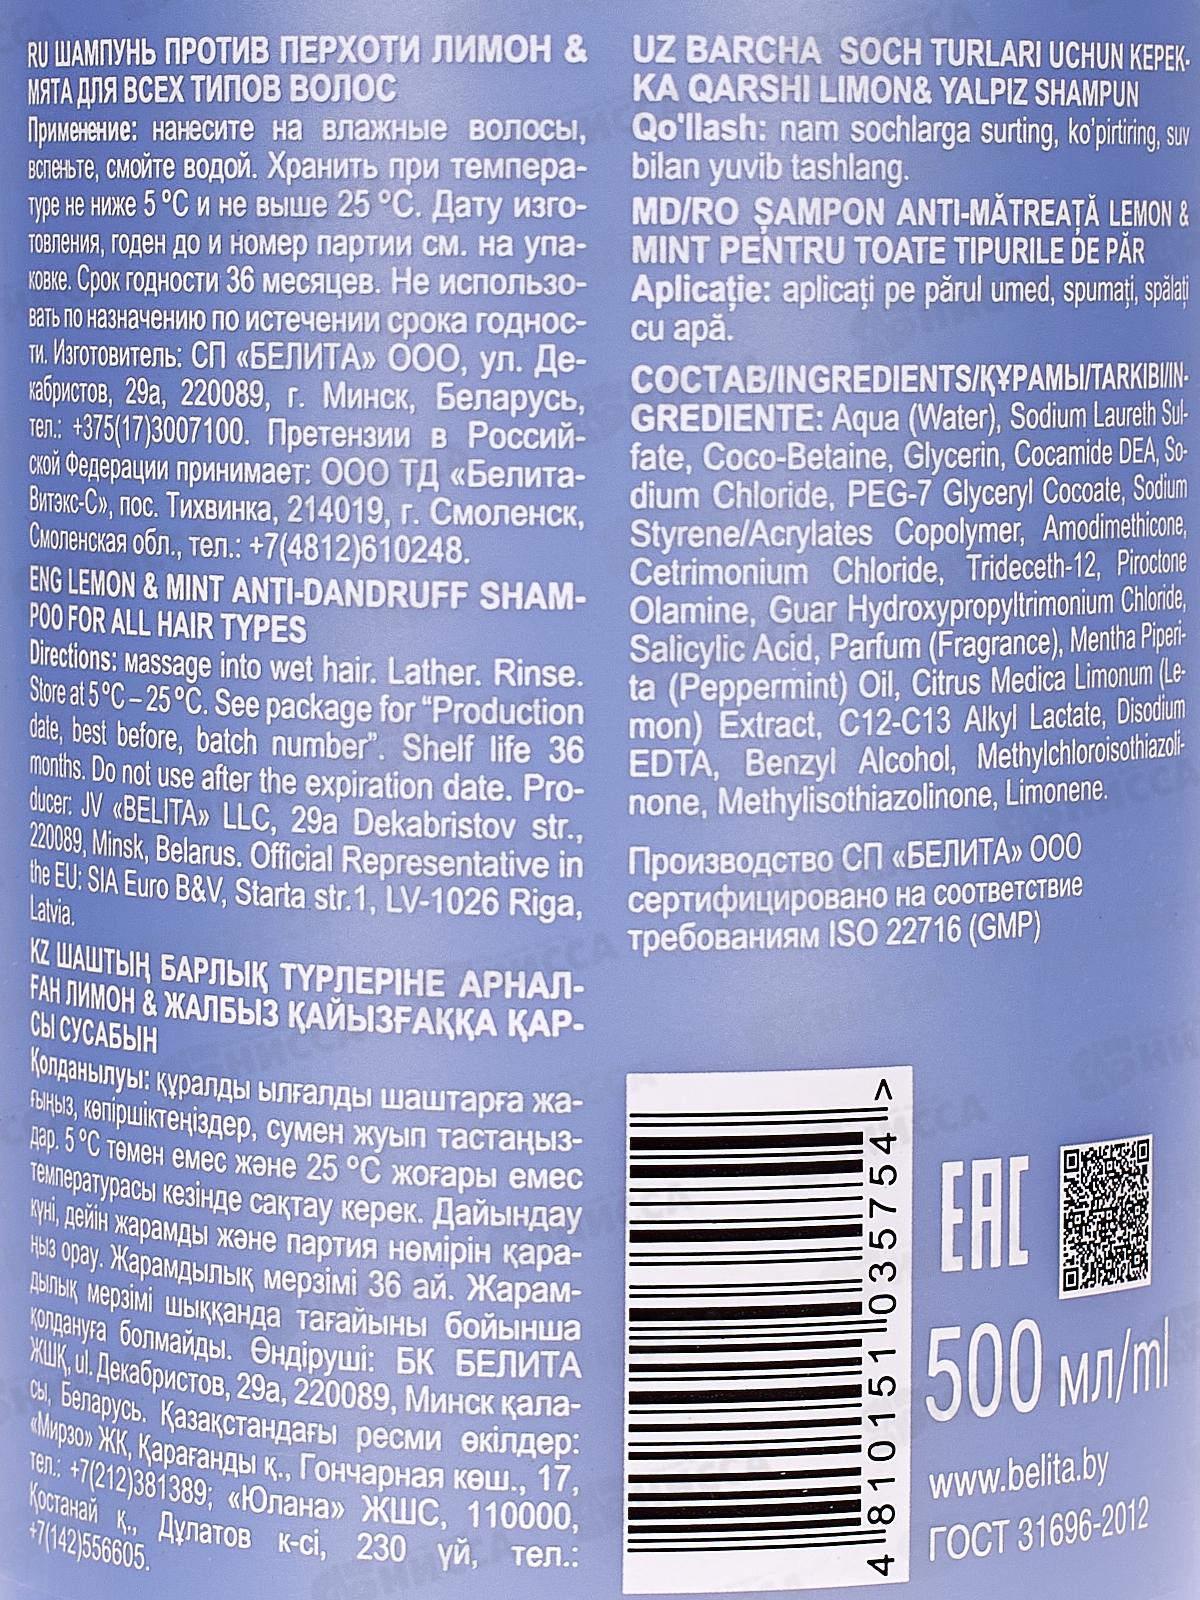 RU ШАМПУНЬ ПРОТИВ ПЕРХОТИ ЛИМОН &
МЯТА ДЛЯ ВСЕХ ТИПОВ ВОЛОС
Применение: нанесите на влажные волосы,
вспеньте, смойте водой. Хранить при темпера-
туре не ниже 5 °C и не выше 25 °C. Дату изго-
товления, годен до и номер партии см. на упа-
ковке. Срок годности 36 месяцев. Не использо-
вать по назначению по истечении срока годнос-
ти. Изготовитель: СП «БЕЛИТА» ООО, ул. Де-
кабристов, 29а, 220089, г. Минск, Беларусь,
тел.: +375(17)3007100. Претензии в Россий-
ской Федерации принимает: ООО ТД «Белита-
Витэкс-С», пос. Тихвинка, 214019, г. Смоленск,
Смоленская обл., тел.: +7(4812)610248.
ENG LEMON & MINT ANTI-DANDRUFF SHAM-
POO FOR ALL HAIR TYPES
Directions: massage into wet hair. Lather. Rinse.
Store at 5 °C – 25 °C. See package for “Production
date, best before, batch number”. Shelf life 36
months. Do not use after the expiration date. Pro-
ducer: JV «BELITA» LLC, 29a Dekabristov str.,
220089, Minsk, Belarus. Official Representative in
the EU: SIA Euro B&V, Starta str.1, LV-1026 Riga,
Latvia.
KZ ШАШТЫҢ БАРЛЫҚ ТҮРЛЕРІНЕ АРНАЛ-
ҒАН ЛИМОН & ЖАЛБЫЗ ҚАЙЫЗҒАҚҚА ҚАР-
СЫ СУСАБЫН
Қолданылуы: құралды ылғалды шаштарға жа-
ғыңыз, көпіршіктеңіздер, сумен жуып тастаңыз-
дар. 5 °C төмен емес және 25 °C жоғары емес
температурасы кезінде сақтау керек. Дайындау
күні, дейін жарамды және партия нөмірін қара-
ңыз орау. Жарамдылық мерзімі 36 ай. Жарам-
дылық мерзімі шыққанда тағайыны бойынша
қолдануға болмайды. Өндіруші: БК БЕЛИТА
ЖШҚ, ul. Декабристов, 29а, 220089, Минск қала-
сы, Беларусь. Қазақстандағы ресми өкілдер:
«Мирзо» ЖК, Қарағанды қ., Гончарная көш., 17,
тел.: +7(212)381389; «Юлана» ЖШС, 110000,
Қостанай қ., Дұлатов к-сі, 230 үй, тел.:
+7(142)556605.
UZ BARCHA SOCH TURLARI UCHUN KEPEK-
KA QARSHI LIMON& YALPIZ SHAMPUN
Qo'llash: nam sochlarga surting, ko’pirtiring, suv
bilan yuvib tashlang.
MD/RO ȘAMPON ANTI-MĂTREAȚĂ LEMON &
MINT PENTRU TOATE TIPURILE DE PĂR
Aplicație: aplicați pe părul umed, spumați, spălați
cu apă.
СОСТАВ/INGREDIENTS/ҚҰРАМЫ/TARKIBI/IN-
GREDIENTE: Aqua (Water), Sodium Laureth Sul-
fate, Coco-Betaine, Glycerin, Cocamide DEA, So-
dium Chloride, PEG-7 Glyceryl Cocoate, Sodium
Styrene/Acrylates Copolymer, Amodimethicone,
Cetrimonium Chloride, Trideceth-12, Piroctone
Olamine, Guar Hydroxypropyltrimonium Chloride,
Salicylic Acid, Parfum (Fragrance), Mentha Piperi-
ta (Peppermint) Oil, Citrus Medica Limonum (Le-
mon) Extract, C12-C13 Alkyl Lactate, Disodium
EDTA, Benzyl Alcohol, Methylchloroisothiazoli-
none, Methylisothiazolinone, Limonene.
Производство СП «БЕЛИТА» ООО
сертифицировано на соответствие
требованиям ISO 22716 (GMP)
4 810151 035754 >
EAC
500 мл/ml
www.belita.by
ГОСТ 31696-2012